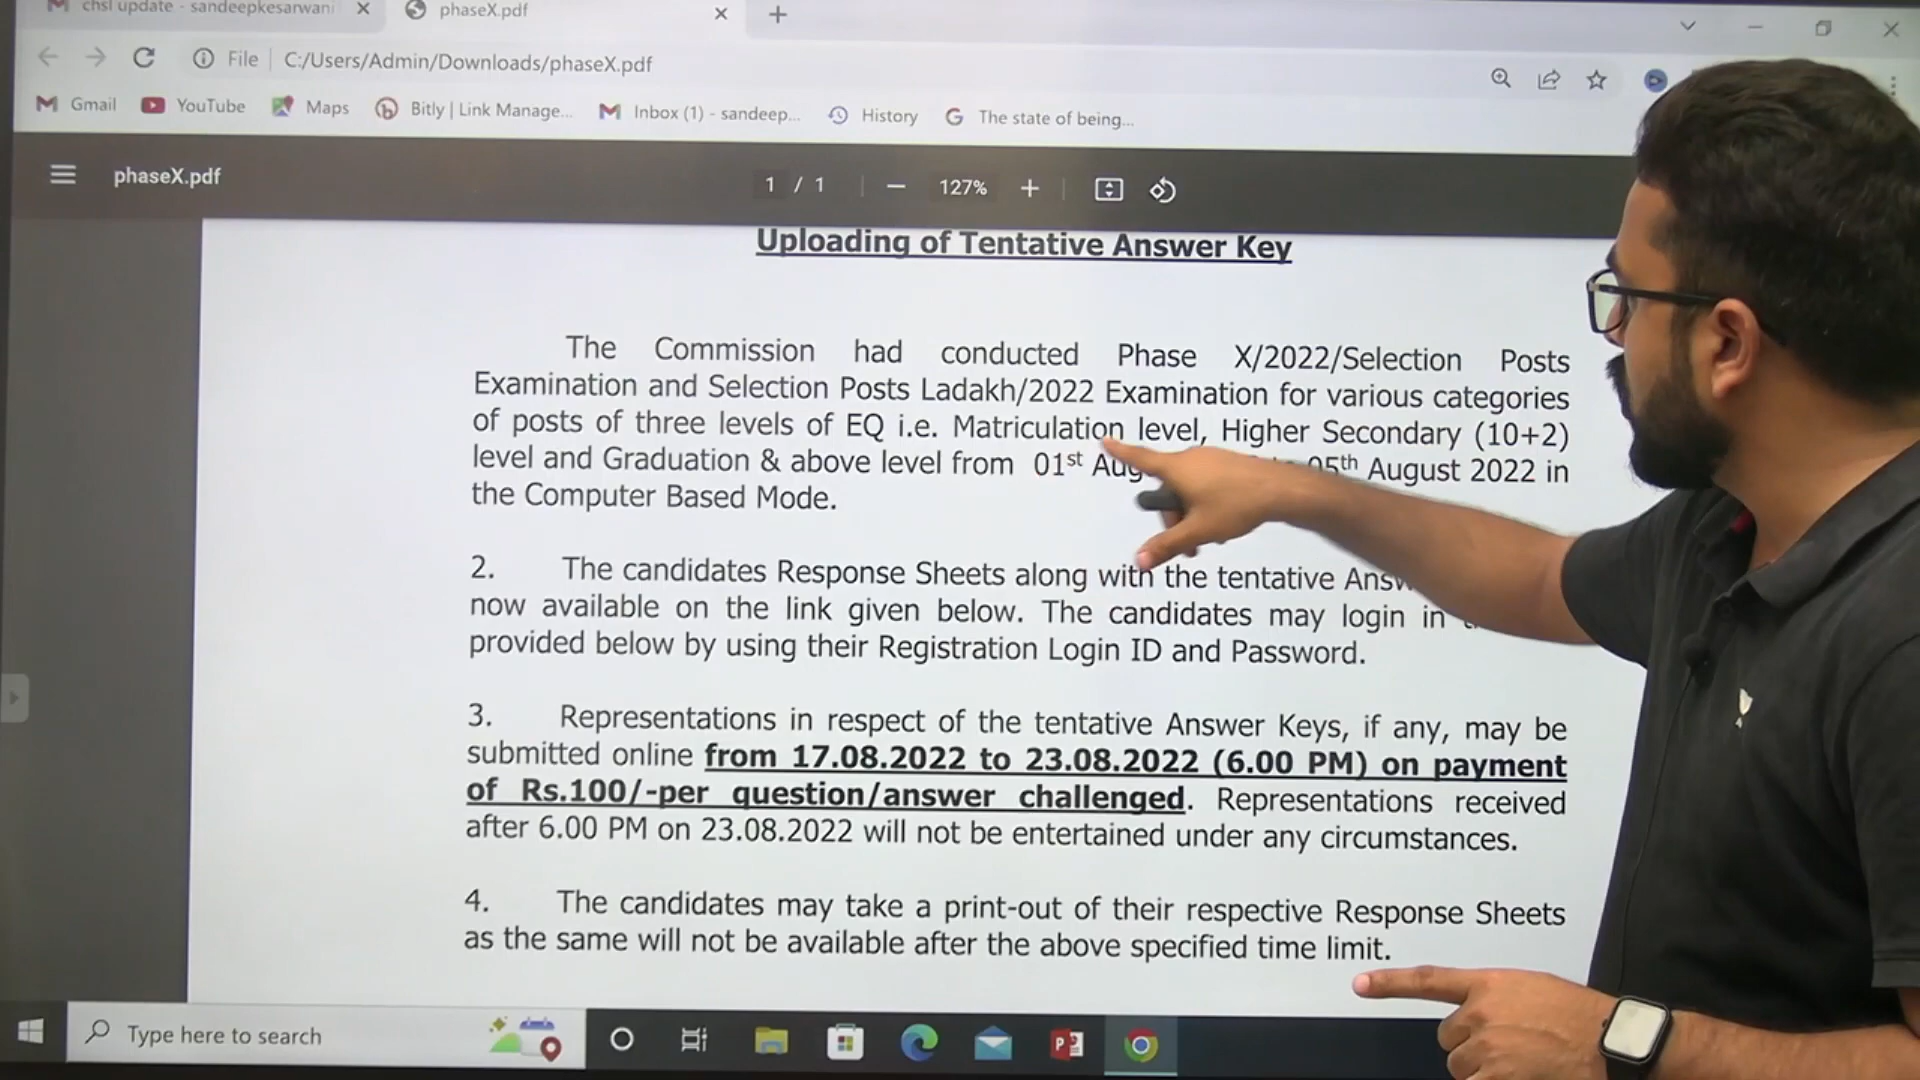 chsl update - sandeepkesarwani
phaseX.pdf
File
C:/Users/Admin/Downloads/phaseX.pdf
Gmail
YouTube
Maps
Bitly | Link Manage...
Inbox (1) - sandeep...
History
The state of being...
phaseX.pdf
1 / 1
127%
Uploading of Tentative Answer Key
The Commission had conducted Phase X/2022/Selection Posts
Examination and Selection Posts Ladakh/2022 Examination for various categories
of posts of three levels of EQ i.e. Matriculation level, Higher Secondary (10+2)
level and Graduation & above level from 01st 05th August 2022 in
the Computer Based Mode.
2. The candidates Response Sheets along with the tentative
now available on the link given below. The candidates may login in
provided below by using their Registration Login ID and Password.
3. Representations in respect of the tentative Answer Keys, if any, may be
submitted online from 17.08.2022 to 23.08.2022 (6.00 PM) on payment
of Rs.100/-per question/answer challenged. Representations received
after 6.00 PM on 23.08.2022 will not be entertained under any circumstances.
4. The candidates may take a print-out of their respective Response Sheets
as the same will not be available after the above specified time limit.
Type here to search